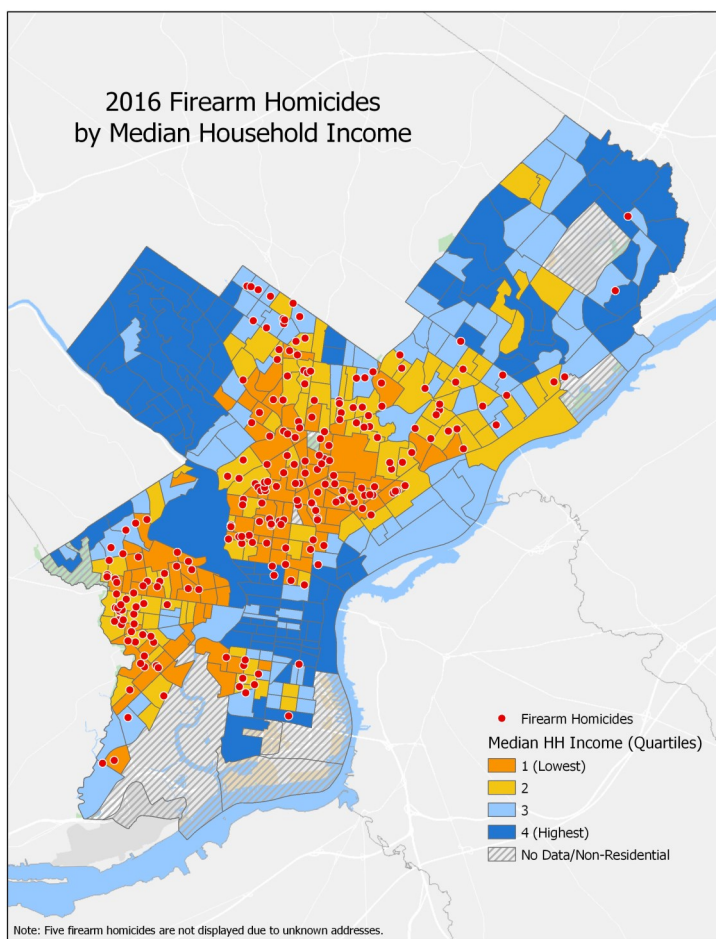 2016 Firearm Homicides
by Median Household Income
Firearm Homicides
Median HH Income (Quartiles)
1 (Lowest)
2
3
4 (Highest)
No Data/Non-Residential
Note: Five firearm homicides are not displayed due to unknown addresses.